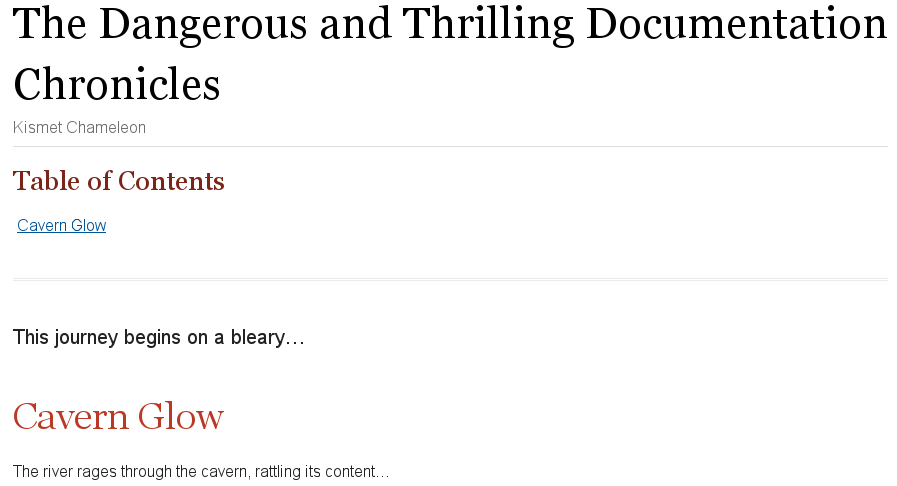 The Dangerous and Thrilling Documentation
Chronicles
Kismet Chameleon
Table of Contents
Cavern Glow
This journey begins on a bleary…
Cavern Glow
The river rages through the cavern, rattling its content…